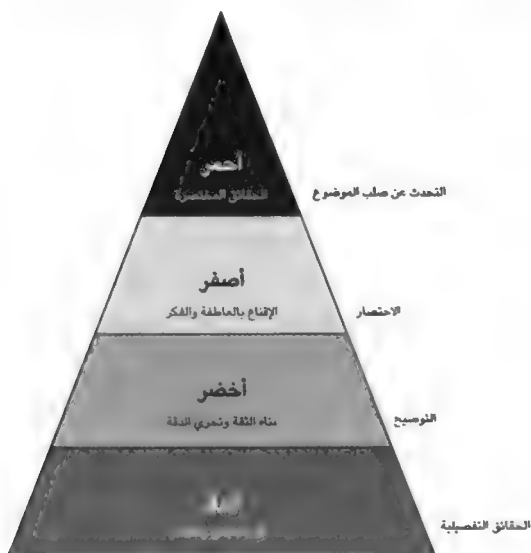 أحمر
الحقائق المختصرة
التحدث عن صلب الموضوع
أصفر
الإقناع بالعاطفة والفكر
الاختصار
أخضر
بناء الثقة وتحري الدقة
التوضيح
الحقائق التفصيلية